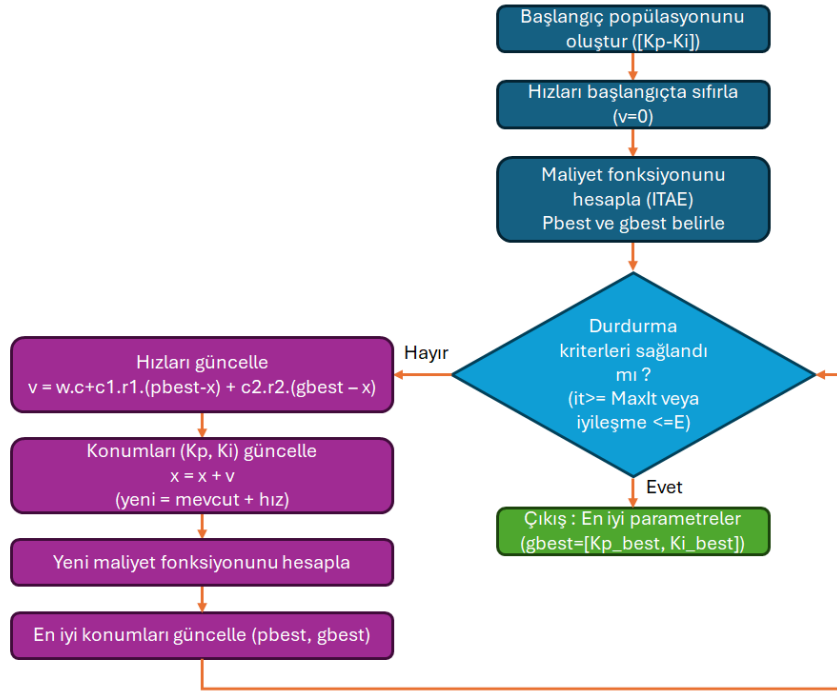 Başlangıç popülasyonunu
oluştur ([Kp-Ki])
Hızları başlangıçta sıfırla
(v=0)
Maliyet fonksiyonunu
hesapla (ITAE)
Pbest ve gbest belirle
Durdurma
kriterleri sağlandı
mı ?
(it>= MaxIt veya
iyileşme <=E)
Hayır
Hızları güncelle
v = w.c+c1.r1.(pbest-x) + c2.r2.(gbest – x)
Konumları (Kp, Ki) güncelle
x = x + v
(yeni = mevcut + hız)
Yeni maliyet fonksiyonunu hesapla
En iyi konumları güncelle (pbest, gbest)
Evet
Çıkış : En iyi parametreler
(gbest=[Kp_best, Ki_best])